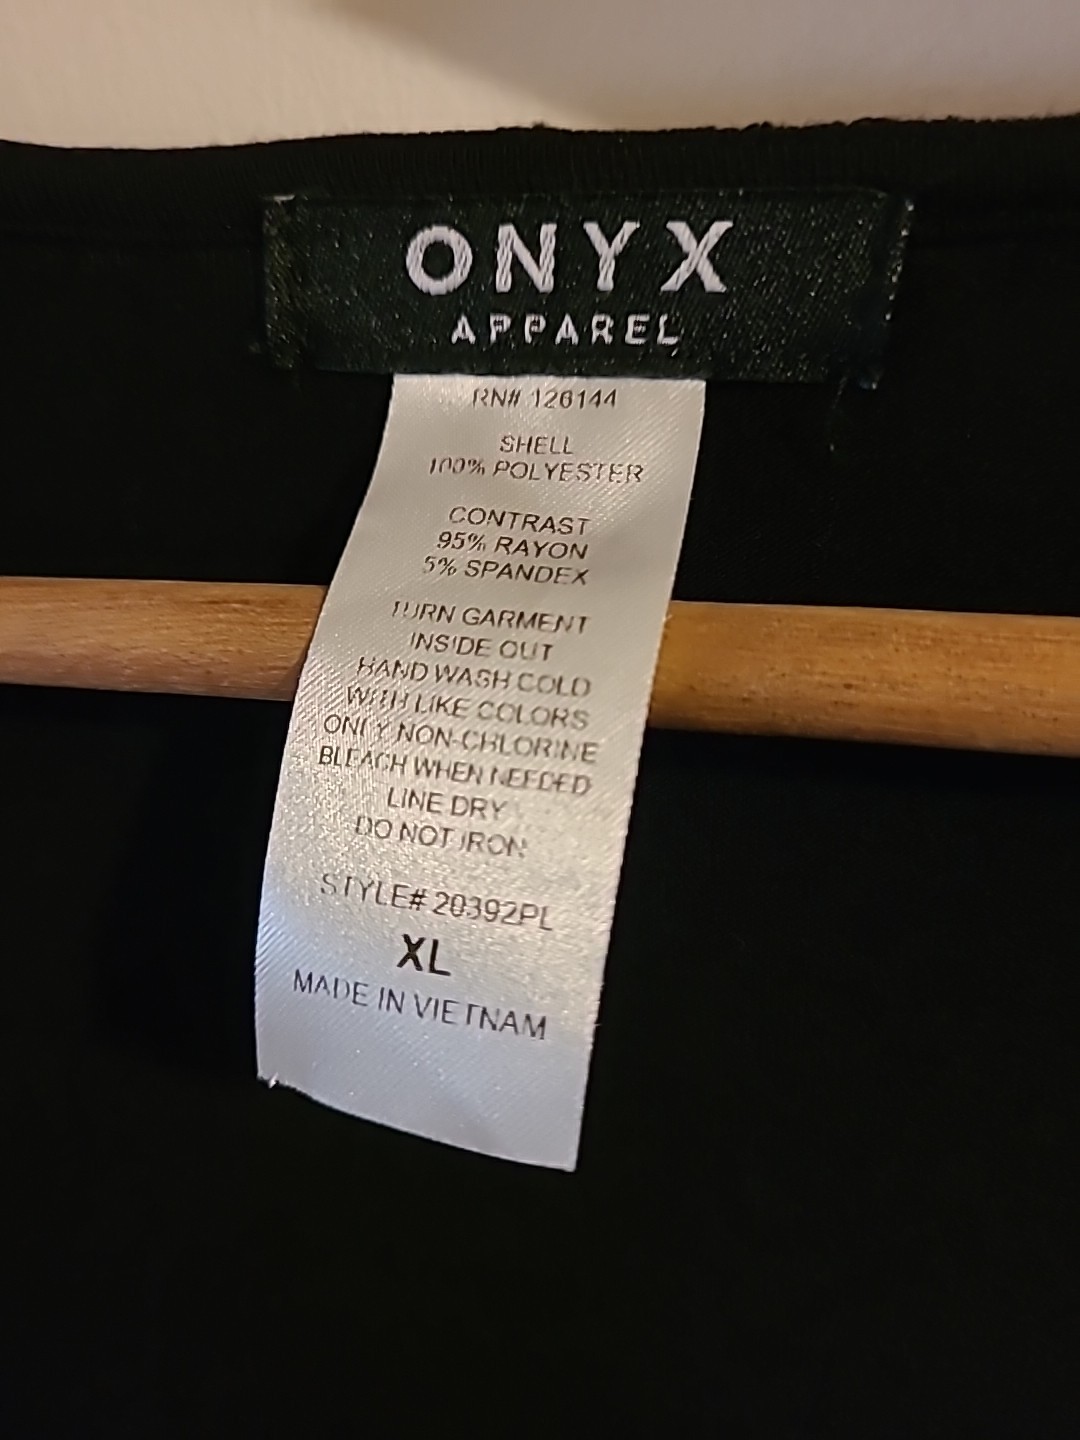 ONYX
APPAREL
RN# 126144
SHELL
100% POLYESTER
CONTRAST
95% RAYON
5% SPANDEX
TURN GARMENT
INSIDE OUT
HAND WASH COLD
WITH LIKE COLORS
ONLY NON-CHLORINE
BLEACH WHEN NEEDED
LINE DRY
DO NOT IRON
STYLE# 20392PL
XL
MADE IN VIETNAM